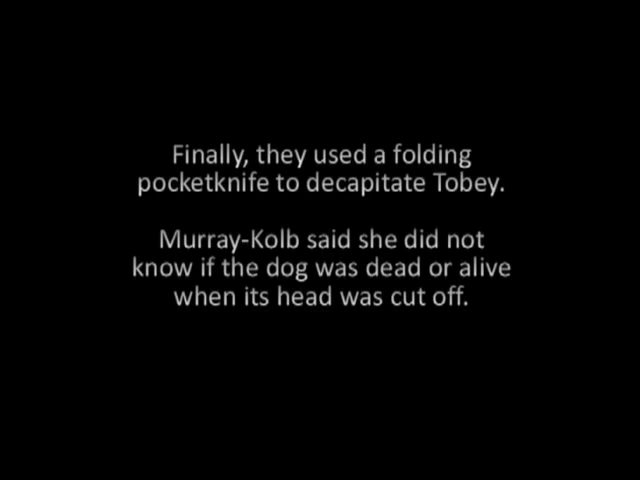 Finally, they used a folding
pocketknife to decapitate Tobey.
Murray-Kolb said she did not
know if the dog was dead or alive
when its head was cut off.